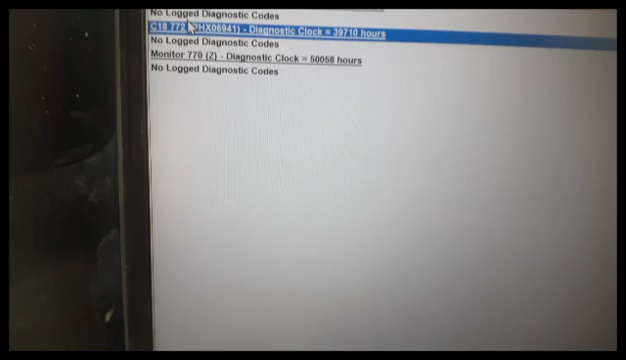 No Logged Diagnostic Codes
C18 772 PHX06941) - Diagnostic Clock = 39710 hours
No Logged Diagnostic Codes
Monitor 770 (2) - Diagnostic Clock = 50058 hours
No Logged Diagnostic Codes